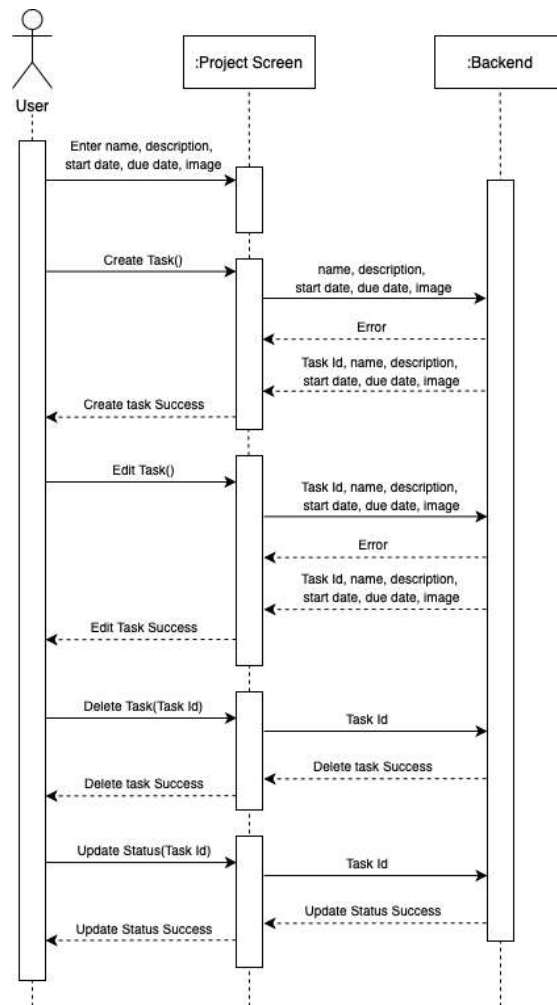 :Project Screen
:Backend
User
Enter name, description,
start date, due date, image
Create Task()
name, description,
start date, due date, image
Error
Task Id, name, description,
start date, due date, image
Create task Success
Edit Task()
Task Id, name, description,
start date, due date, image
Error
Task Id, name, description,
start date, due date, image
Edit Task Success
Delete Task(Task Id)
Task Id
Delete task Success
Delete task Success
Update Status(Task Id)
Task Id
Update Status Success
Update Status Success